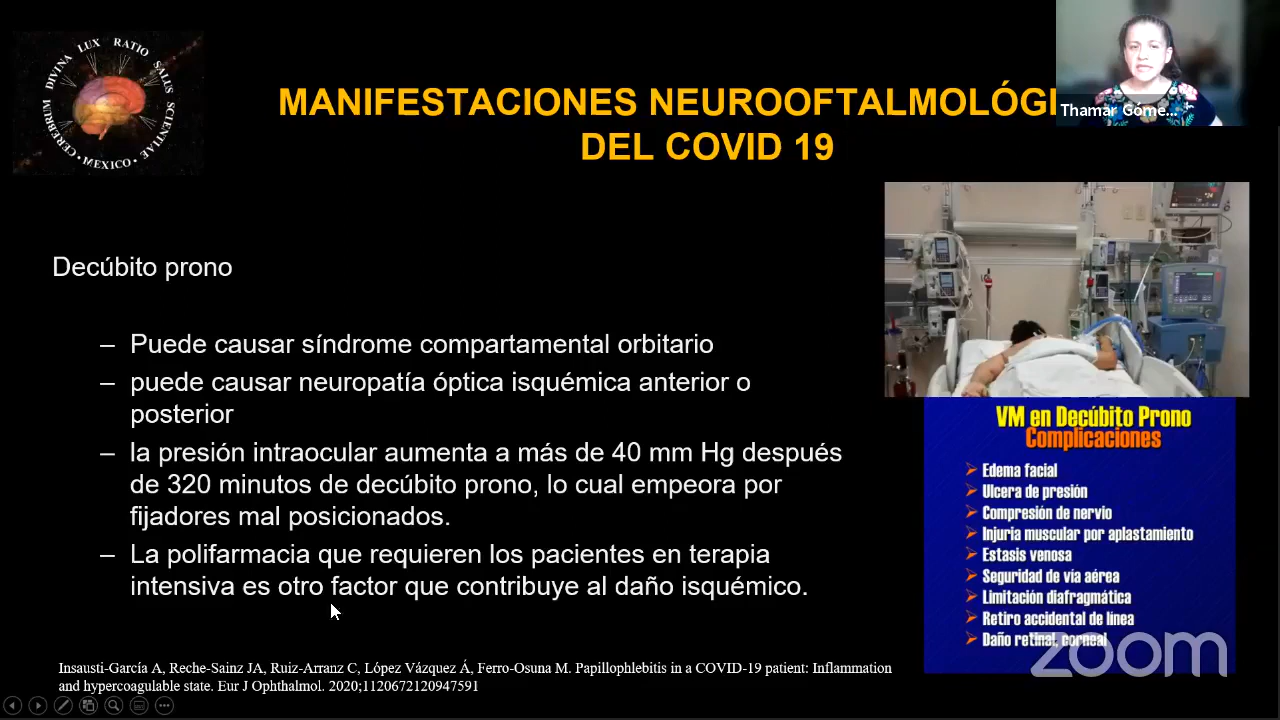 DIVINA LUX RATIO SALUS SCIENTIAE
CEREBRUM • MÉXICO •
MANIFESTACIONES NEUROOFTALMOLÓGI
DEL COVID 19
Thamar Góme...
Decúbito prono
– Puede causar síndrome compartamental orbitario
– puede causar neuropatía óptica isquémica anterior o
posterior
– la presión intraocular aumenta a más de 40 mm Hg después
de 320 minutos de decúbito prono, lo cual empeora por
fijadores mal posicionados.
– La polifarmacia que requieren los pacientes en terapia
intensiva es otro factor que contribuye al daño isquémico.
VM en Decúbito Prono
Complicaciones
Edema facial
Ulcera de presión
Compresión de nervio
Injuria muscular por aplastamiento
Estasis venosa
Seguridad de vía aérea
Limitación diafragmática
Retiro accidental de línea
Daño retinal, corneal
zoom
Insausti-García A, Reche-Sainz JA, Ruiz-Arranz C, López Vázquez Á, Ferro-Osuna M. Papillophlebitis in a COVID-19 patient: Inflammation
and hypercoagulable state. Eur J Ophthalmol. 2020;1120672120947591